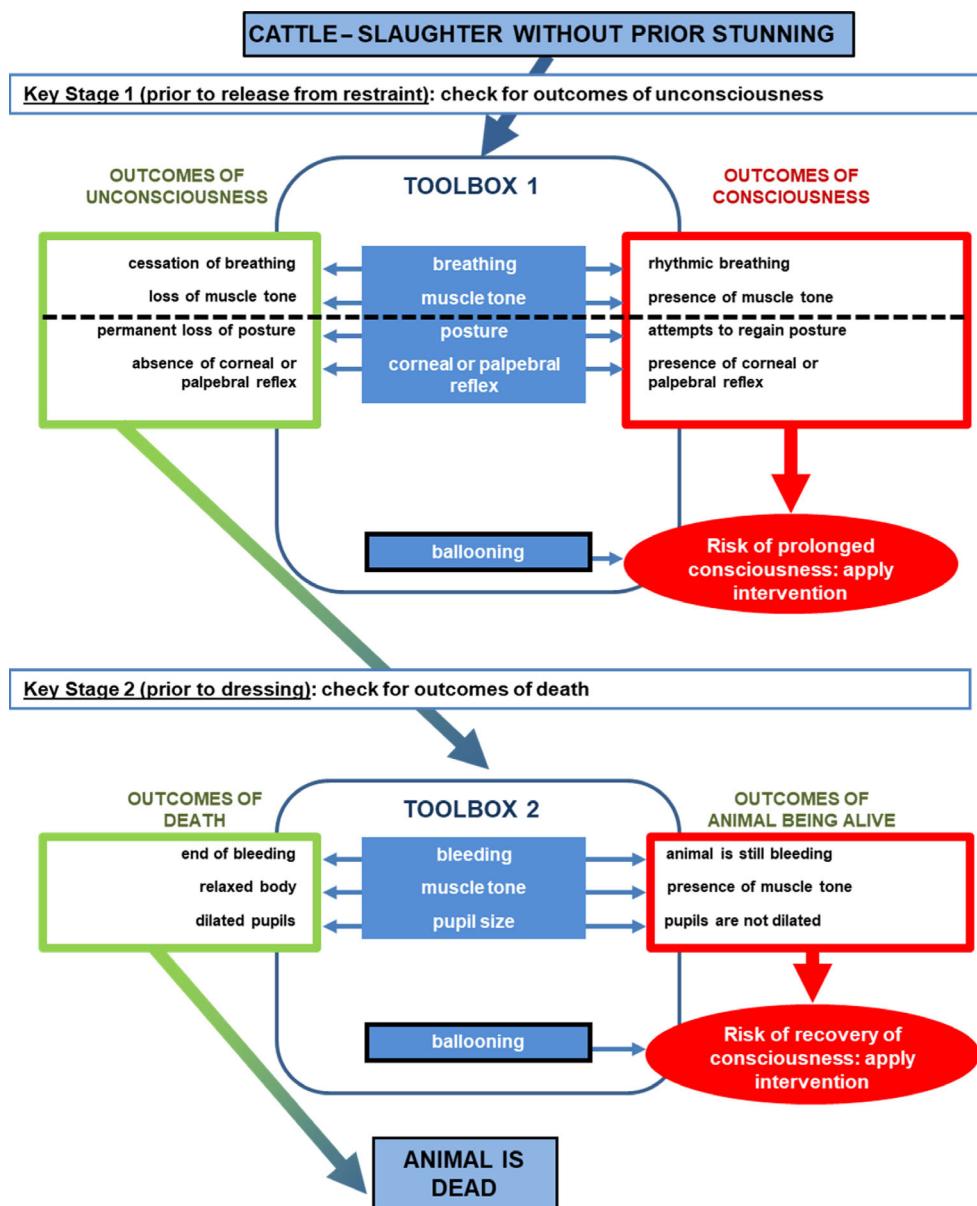 CATTLE– SLAUGHTER WITHOUT PRIOR STUNNING
Key Stage 1 (prior to release from restraint): check for outcomes of unconsciousness
OUTCOMES OF
UNCONSCIOUSNESS
TOOLBOX 1
OUTCOMES OF
CONSCIOUSNESS
cessation of breathing
breathing
rhythmic breathing
loss of muscle tone
muscle tone
presence of muscle tone
permanent loss of posture
posture
attempts to regain posture
absence of corneal or
palpebral reflex
corneal or palpebral
reflex
presence of corneal or
palpebral reflex
ballooning
Risk of prolonged
consciousness: apply
intervention
Key Stage 2 (prior to dressing): check for outcomes of death
OUTCOMES OF
DEATH
TOOLBOX 2
OUTCOMES OF
ANIMAL BEING ALIVE
end of bleeding
bleeding
animal is still bleeding
relaxed body
muscle tone
presence of muscle tone
dilated pupils
pupil size
pupils are not dilated
ballooning
Risk of recovery of
consciousness: apply
intervention
ANIMAL IS
DEAD